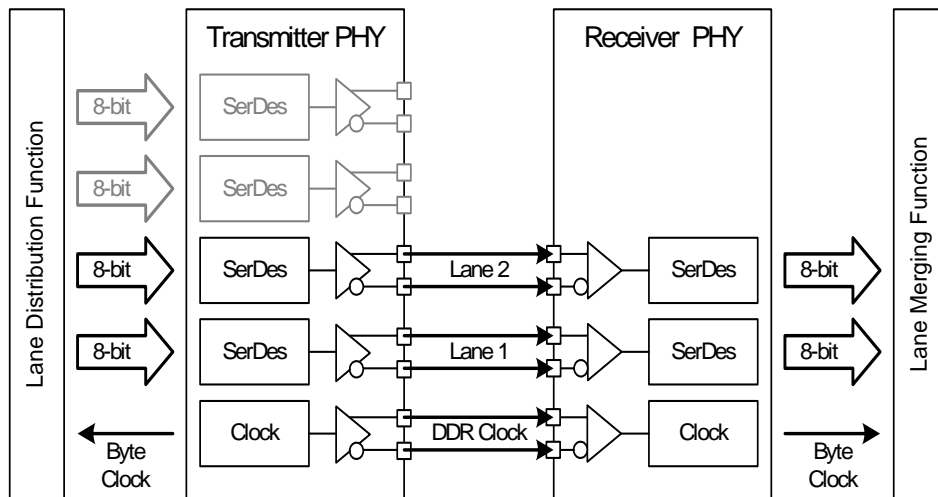 Lane Distribution Function
Transmitter PHY
Receiver PHY
Lane Merging Function
8-bit
SerDes
8-bit
SerDes
8-bit
SerDes
Lane 2
SerDes
8-bit
8-bit
SerDes
Lane 1
SerDes
8-bit
Byte
Clock
Clock
DDR Clock
Clock
Byte
Clock